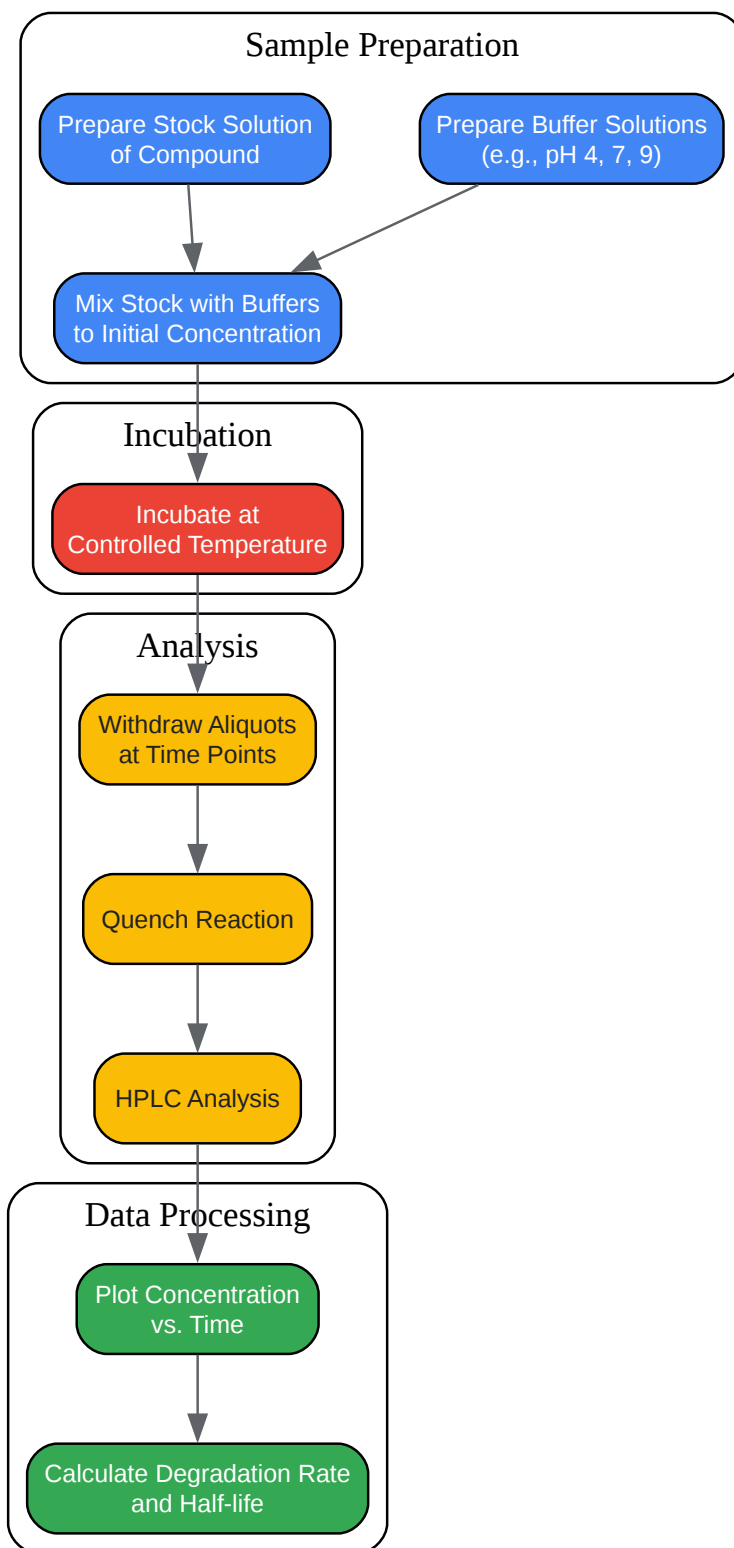 Sample Preparation
Prepare Stock Solution
of Compound
Prepare Buffer Solutions
(e.g., pH 4, 7, 9)
Mix Stock with Buffers
to Initial Concentration
Incubation
Incubate at
Controlled Temperature
Analysis
Withdraw Aliquots
at Time Points
Quench Reaction
HPLC Analysis
Data Processing
Plot Concentration
vs. Time
Calculate Degradation Rate
and Half-life